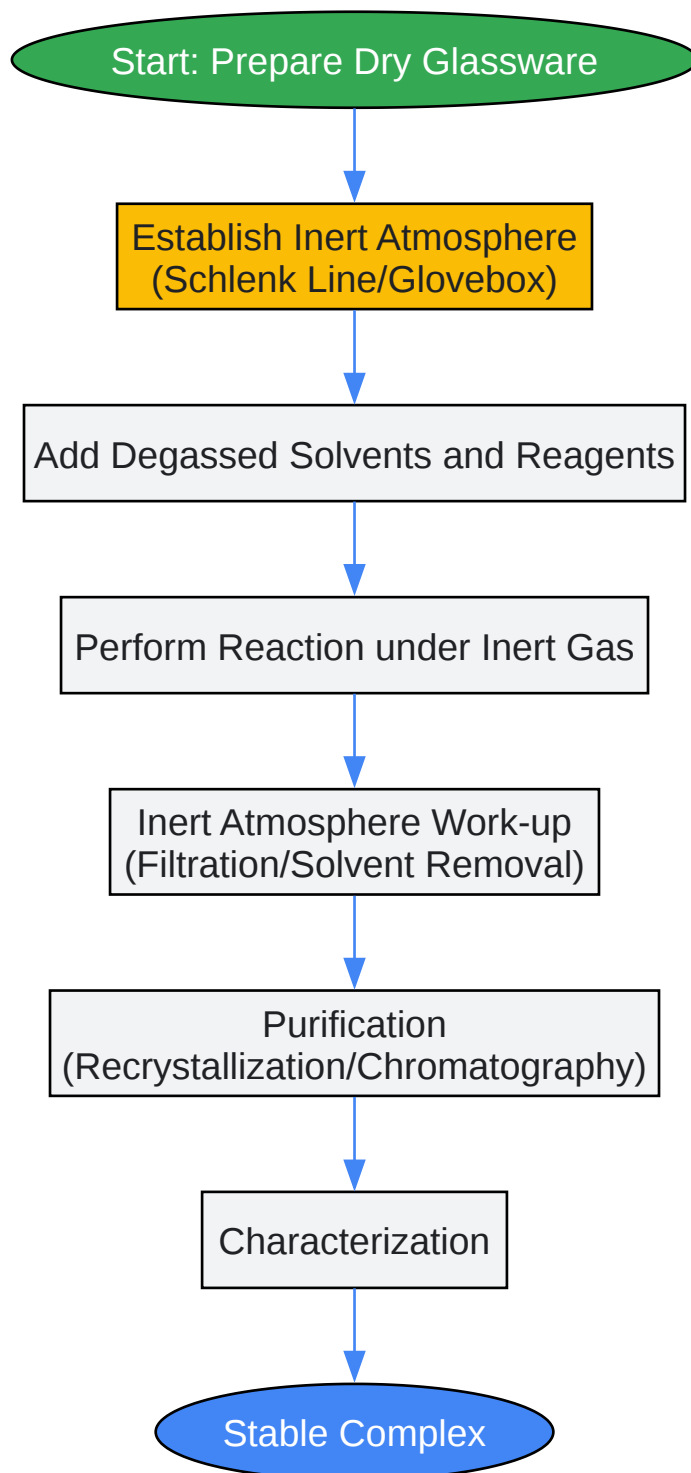 Start: Prepare Dry Glassware
Establish Inert Atmosphere
(Schlenk Line/Glovebox)
Add Degassed Solvents and Reagents
Perform Reaction under Inert Gas
Inert Atmosphere Work-up
(Filtration/Solvent Removal)
Purification
(Recrystallization/Chromatography)
Characterization
Stable Complex